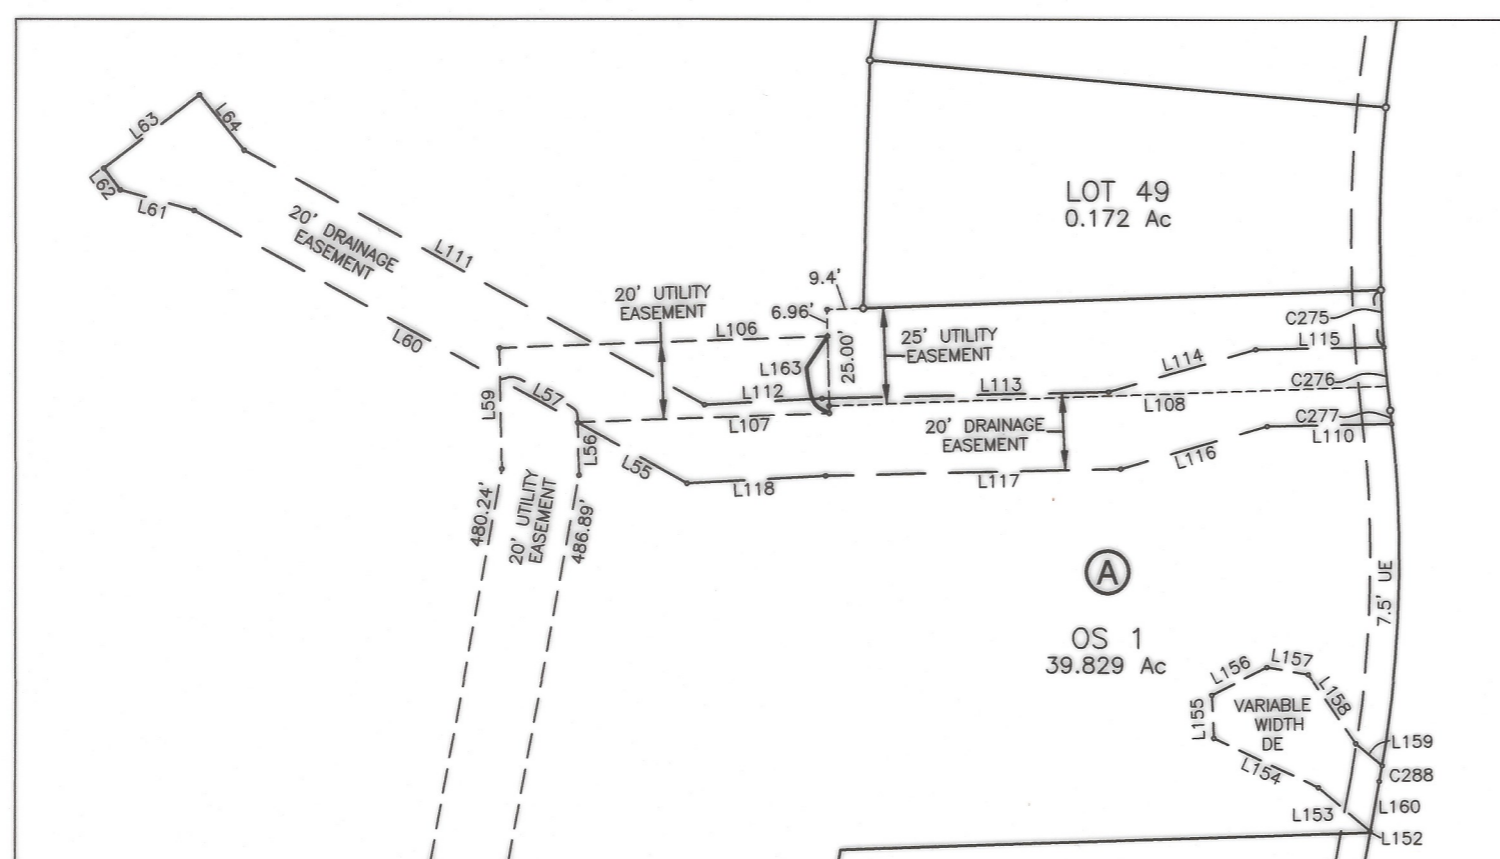 L63
L64
L62
L61
20' DRAINAGE
EASEMENT
L111
L60
LOT 49
0.172 Ac
9.4'
6.96'
20' UTILITY
EASEMENT
L106
25.00'
25' UTILITY
EASEMENT
C275
L115
L114
L163
L59
L57
L112
L113
C276
L108
L107
C277
L110
20' DRAINAGE
EASEMENT
L56
L55
L116
L118
L117
480.24'
20' UTILITY
EASEMENT
486.89'
A
7.5' UE
OS 1
39.829 Ac
L156
L157
L158
L155
VARIABLE
WIDTH
DE
L159
L154
C288
L153
L160
L152